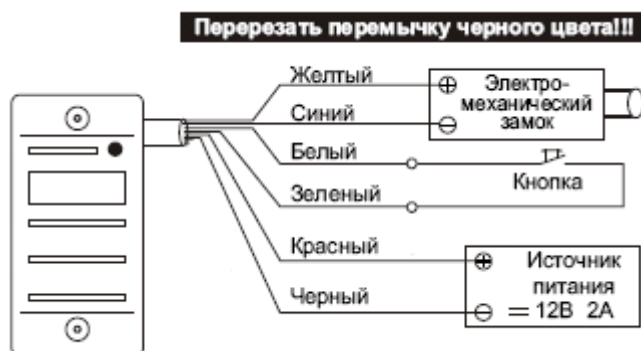 Перерезать перемычку черного цвета!!!
Желтый
Синий
Белый
Зеленый
Красный
Черный
Электро-
механический
замок
Кнопка
Источник
питания
12В 2А